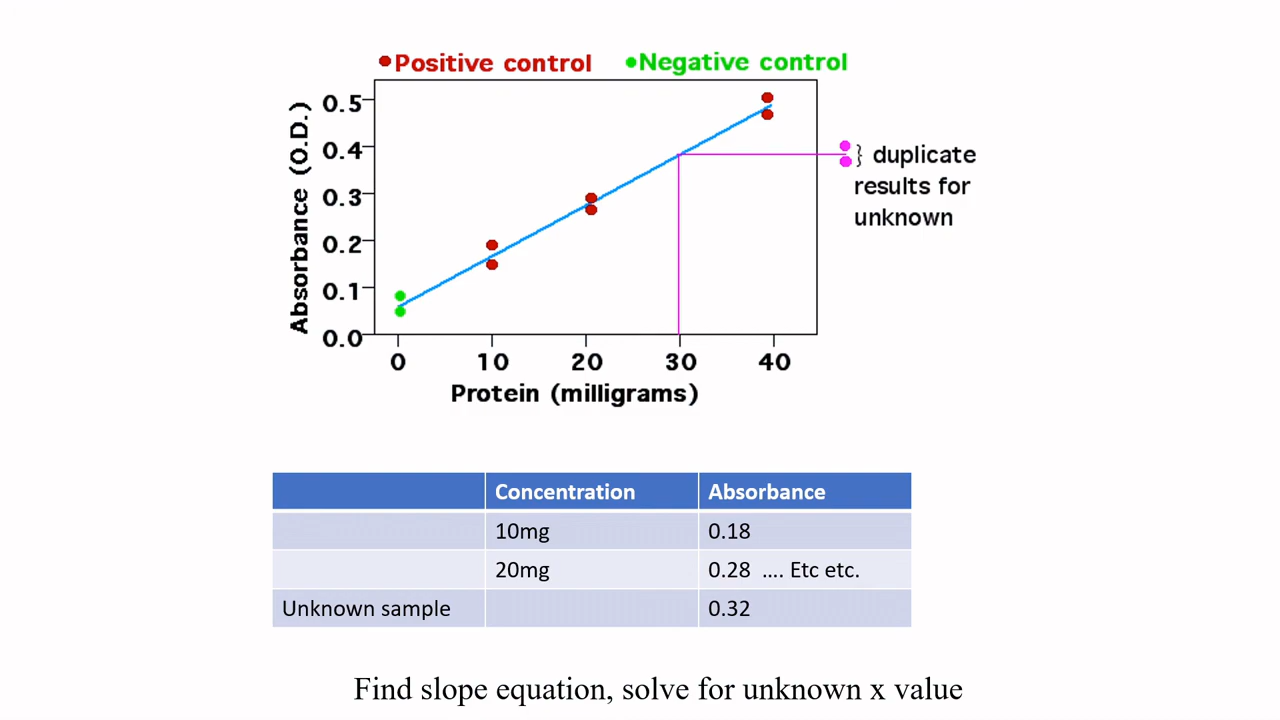 Positive control
Negative control
Absorbance (O.D.)
0.5
0.4
0.3
0.2
0.1
0.0
0 10 20 30 40
Protein (milligrams)
} duplicate
results for
unknown
Concentration Absorbance
10mg 0.18
20mg 0.28 .... Etc etc.
Unknown sample 0.32
Find slope equation, solve for unknown x value